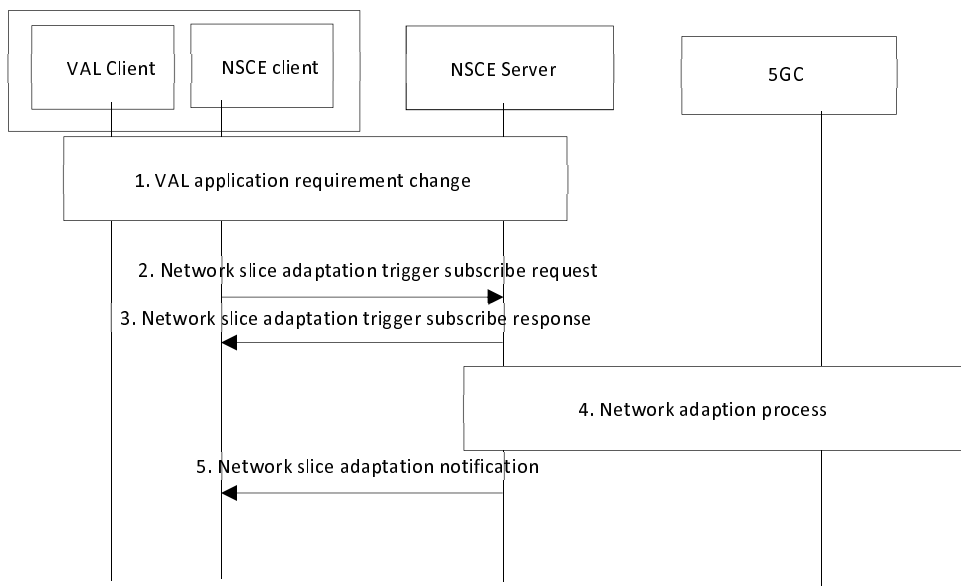 VAL Client
NSCE client
NSCE Server
5GC
1. VAL application requirement change
2. Network slice adaptation trigger subscribe request
3. Network slice adaptation trigger subscribe response
4. Network adaption process
5. Network slice adaptation notification